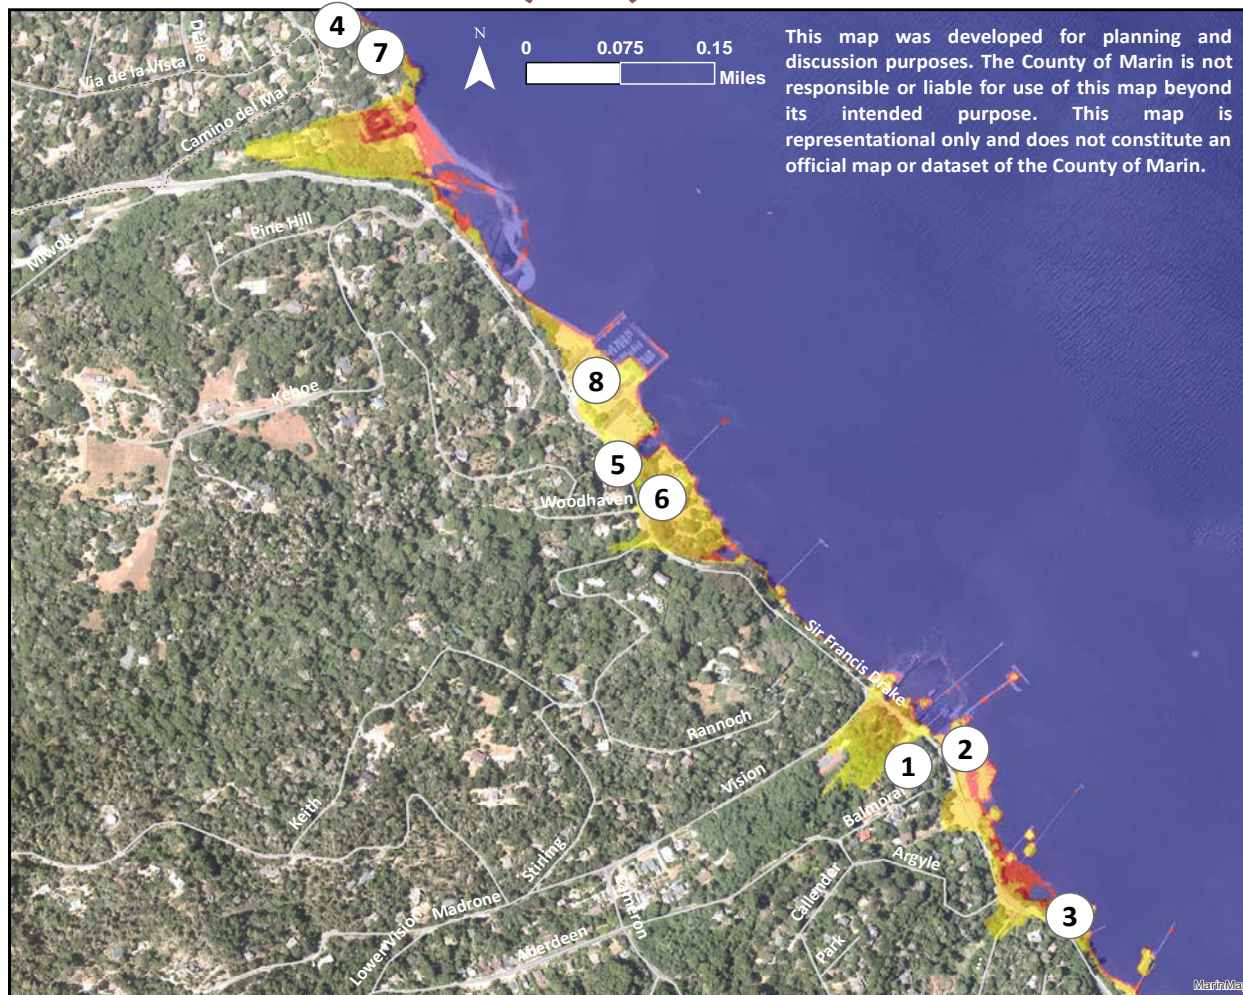 4
7
N
0 0.075 0.15
Miles
This map was developed for planning and
discussion purposes. The County of Marin is not
responsible or liable for use of this map beyond
its intended purpose. This map is
representational only and does not constitute an
official map or dataset of the County of Marin.
Drake
Via de la Vista
Camino del Mar
Miwok
Pine Hill
Kehoe
8
5
6
Woodhaven
Sir Francis Drake
Rannoch
Vision
1
2
Balmora
Keith
Stirling
Argyle
Callender
Madrone
Lower Vision
Aberdeen
Park
3
...
MarinMa